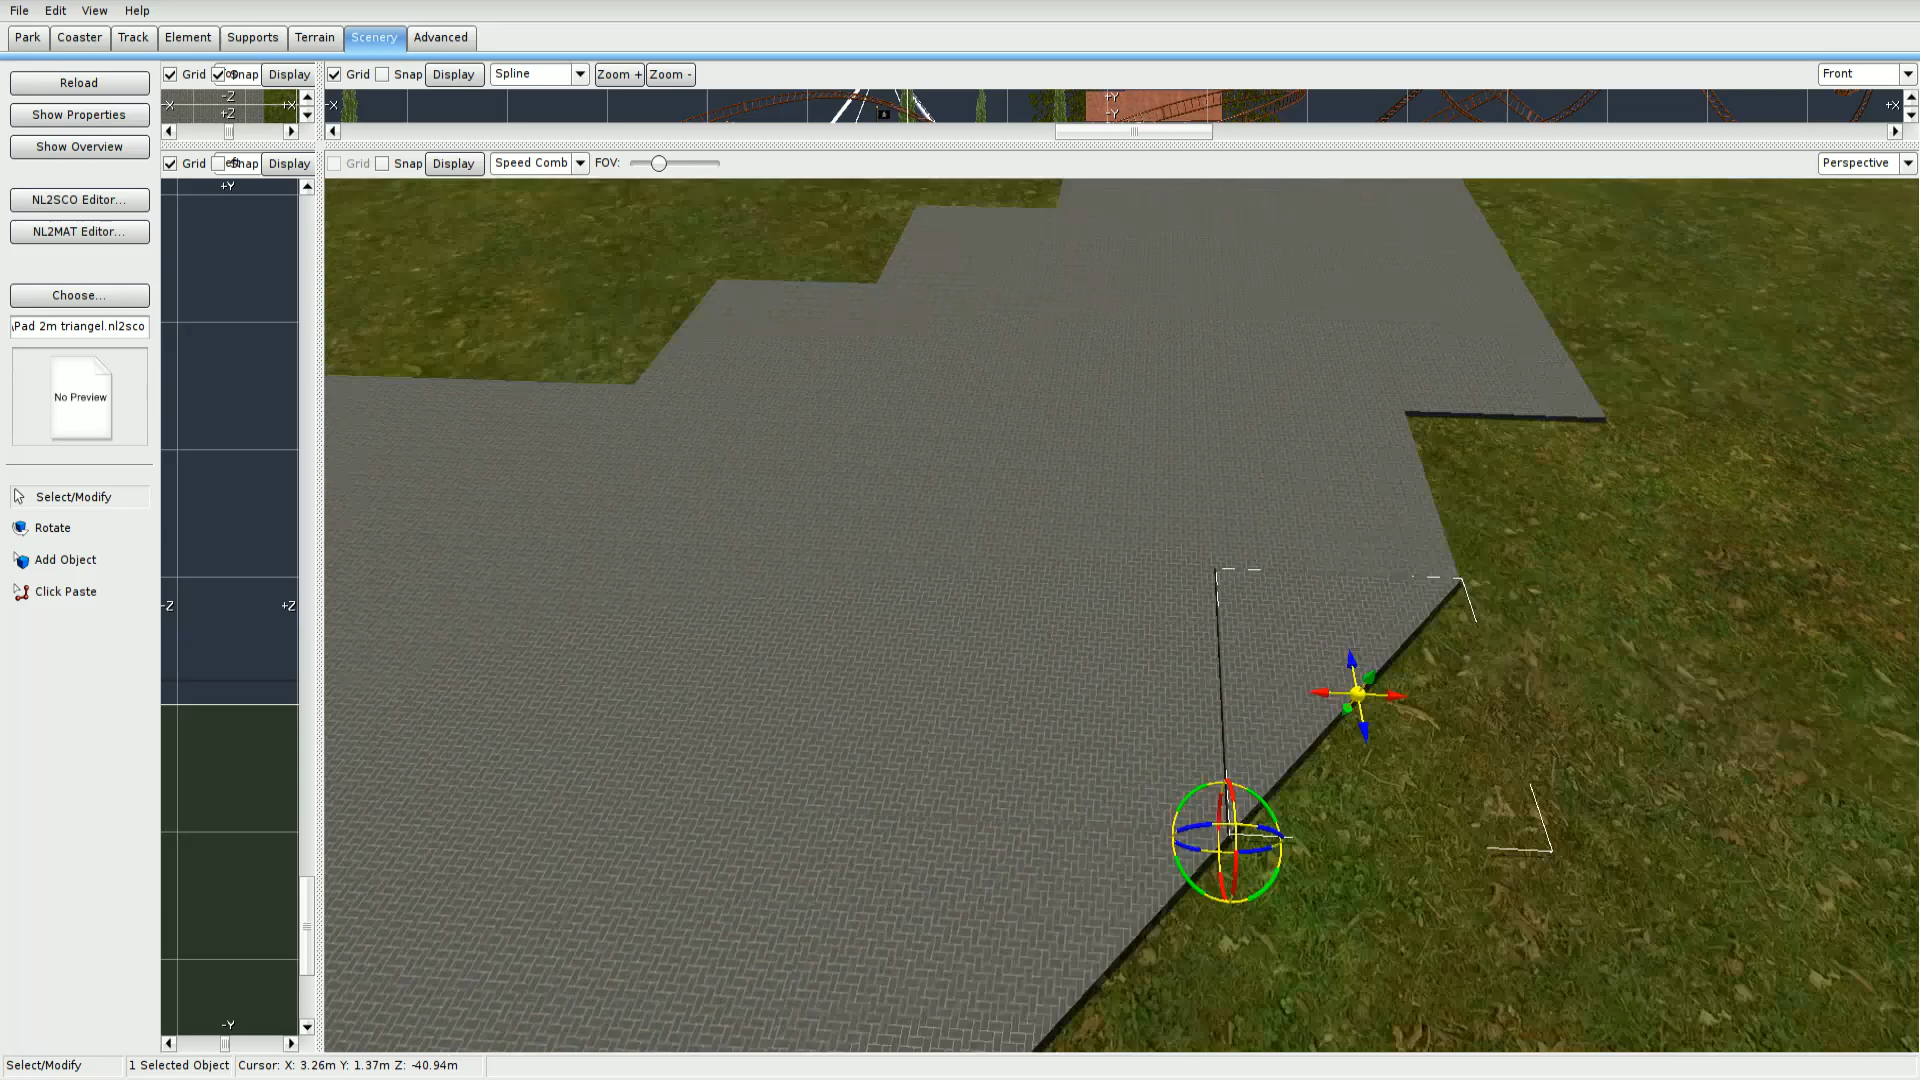 File Edit View Help
Park Coaster Track Element Supports Terrain Scenery Advanced
Reload
Show Properties
Show Overview
NL2SCO Editor...
NL2MAT Editor...
Choose...
\Pad 2m triangel.nl2sco
No Preview
Select/Modify
Rotate
Add Object
Click Paste
Grid Snap Display
-X -Z +X
+Z
Grid Snap Display Spline Zoom + Zoom - Front
-X +Y +X
-Y
Grid Snap Display
+Y
-Z +Z
-Y
Grid Snap Display Speed Comb FOV: Perspective
Select/Modify 1 Selected Object Cursor: X: 3.26m Y: 1.37m Z: -40.94m